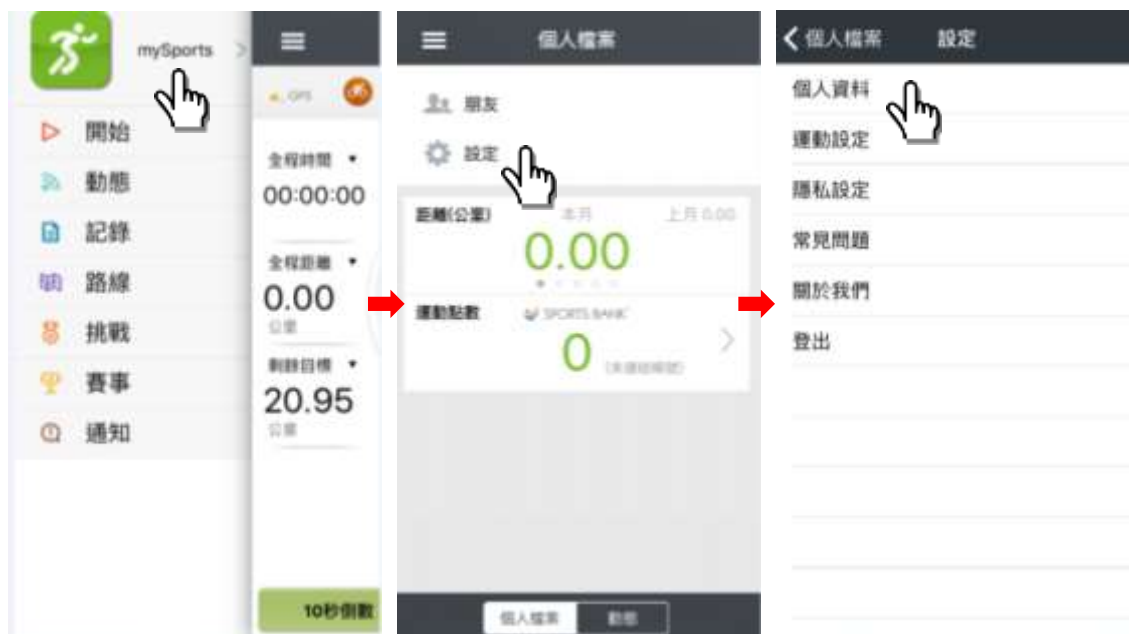 mySports
開始
動態
記錄
路線
挑戰
賽事
通知
GPS
全程時間
00:00:00
全程距離
0.00
公里
剩餘目標
20.95
公里
10秒倒數
個人檔案
朋友
設定
距離(公里) 本月 上月 0.00
0.00
運動點數 SPORTS BANK
0
個人檔案 動態
個人檔案 設定
個人資料
運動設定
隱私設定
常見問題
關於我們
登出